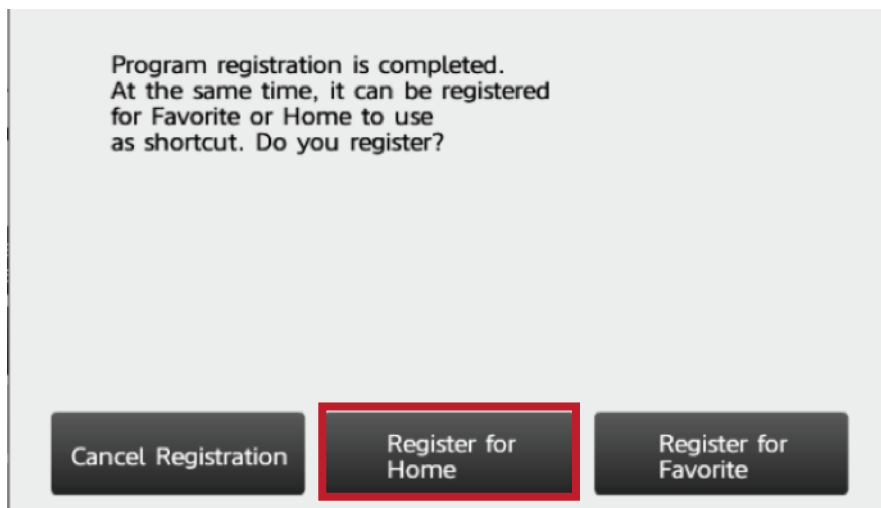 Program registration is completed.
At the same time, it can be registered
for Favorite or Home to use
as shortcut. Do you register?
Cancel Registration
Register for
Home
Register for
Favorite